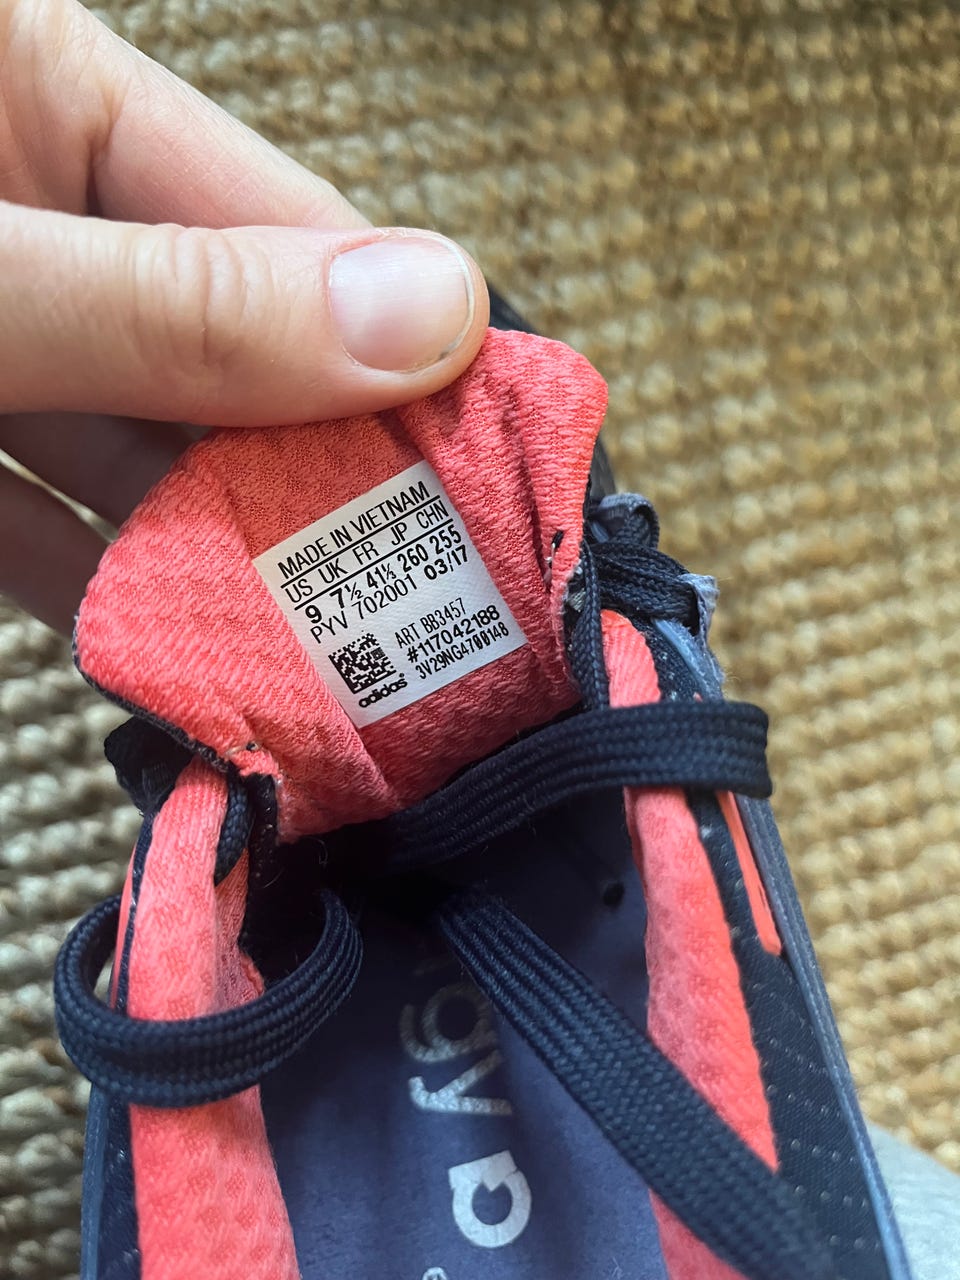 MADE IN VIETNAM
US UK FR JP CHN
9 7½ 41⅓ 260 255
PYV 702001 03/17
ART BB3457
#117042188
3V29NG4700148
adidas®